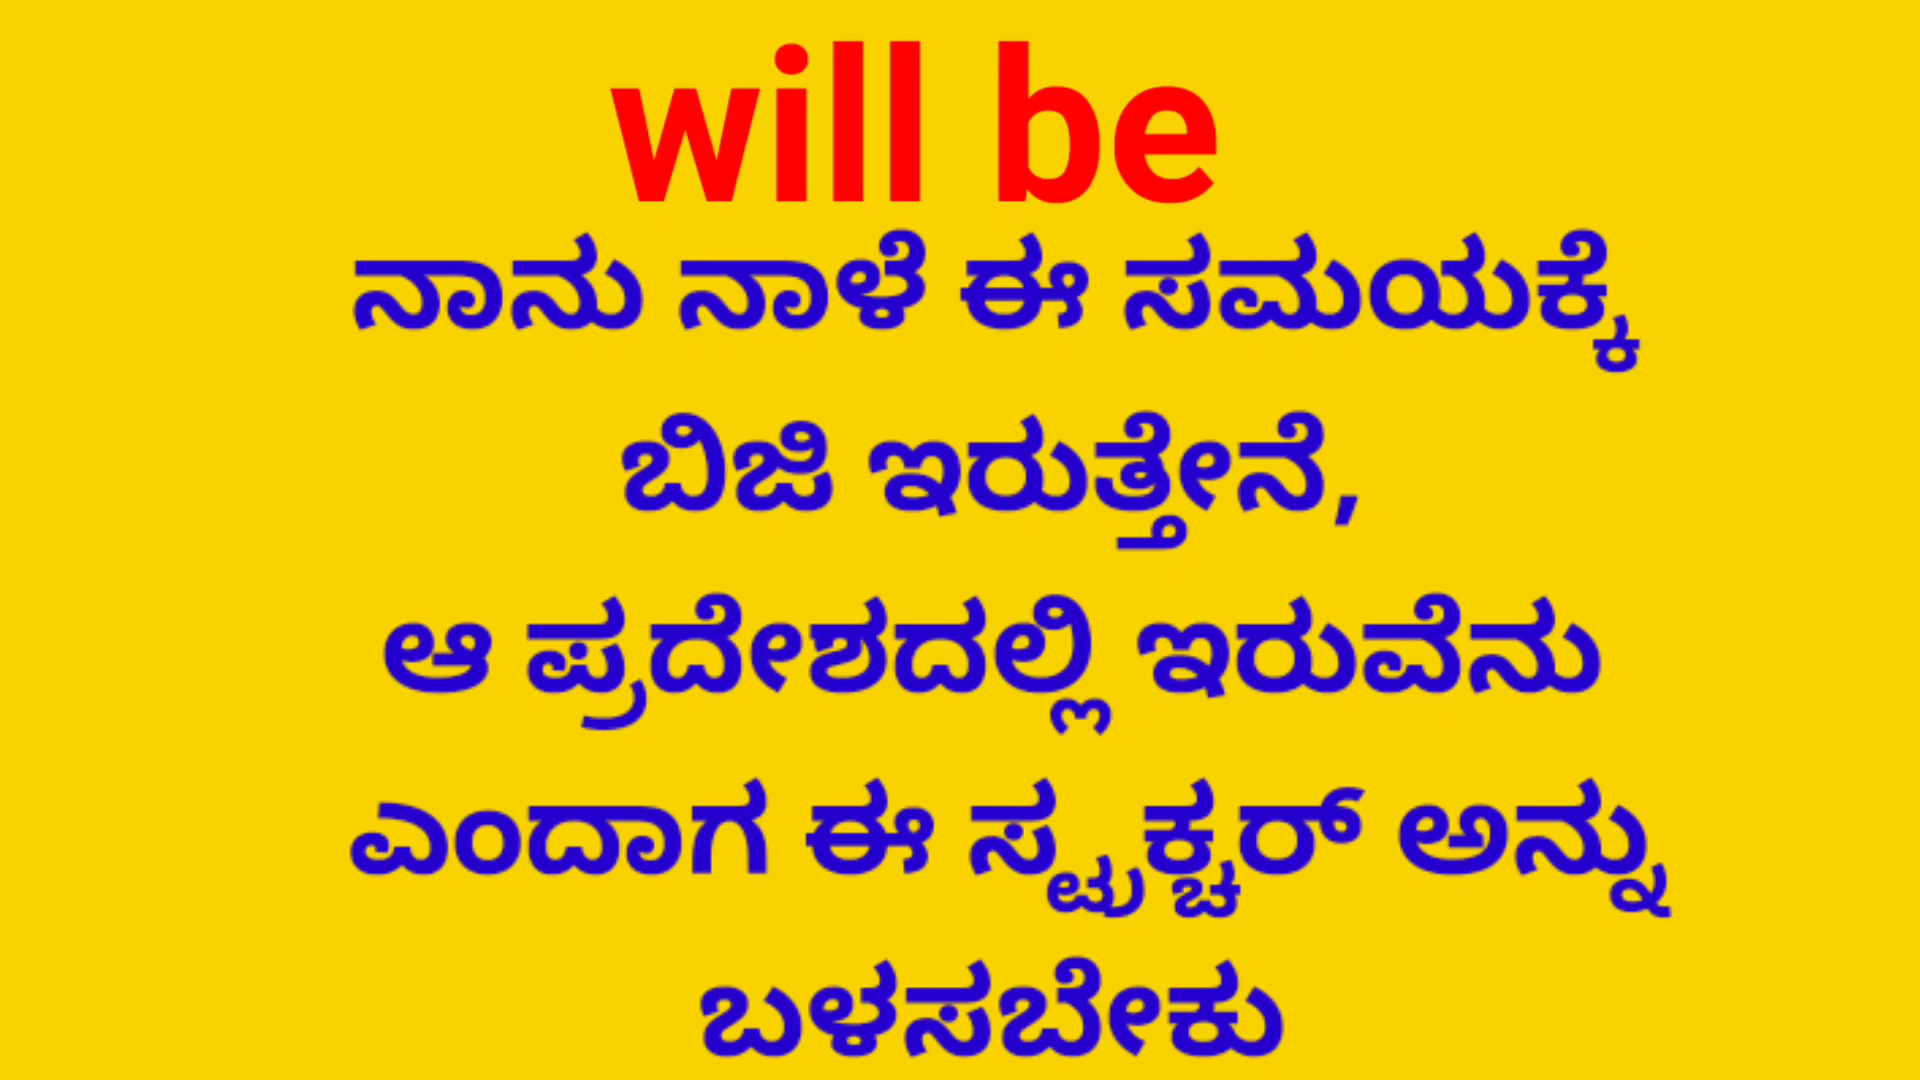 will be
ನಾನು ನಾಳೆ ಈ ಸಮಯಕ್ಕೆ
ಬಿಜಿ ಇರುತ್ತೇನೆ,
ಆ ಪ್ರದೇಶದಲ್ಲಿ ಇರುವೆನು
ಎಂದಾಗ ಈ ಸ್ಟ್ರಕ್ಚರ್ ಅನ್ನು
ಬಳಸಬೇಕು